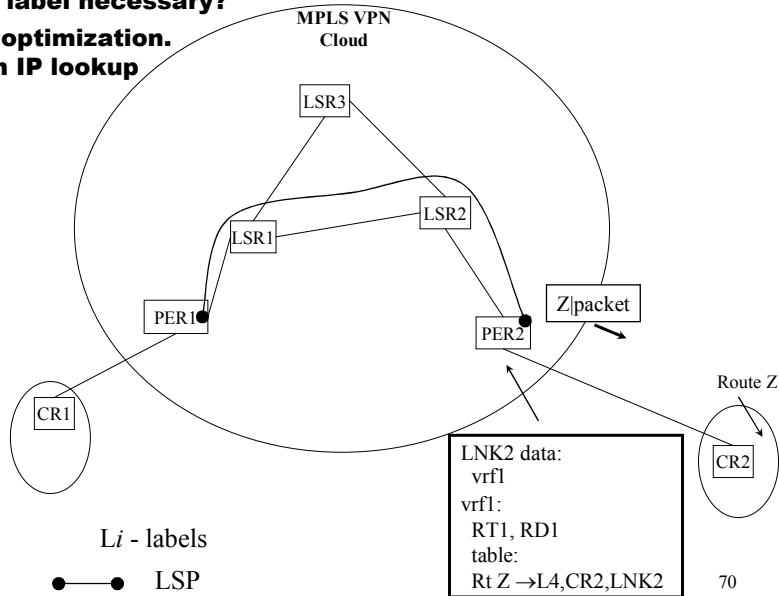 label necessary?
optimization.
IP lookup
MPLS VPN
Cloud
LSR3
LSR2
LSR1
PER1
Z|packet
PER2
Route Z
CR1
CR2
LNK2 data:
vrf1
vrf1:
RT1, RD1
table:
Rt Z →L4,CR2,LNK2
Li - labels
LSP
70